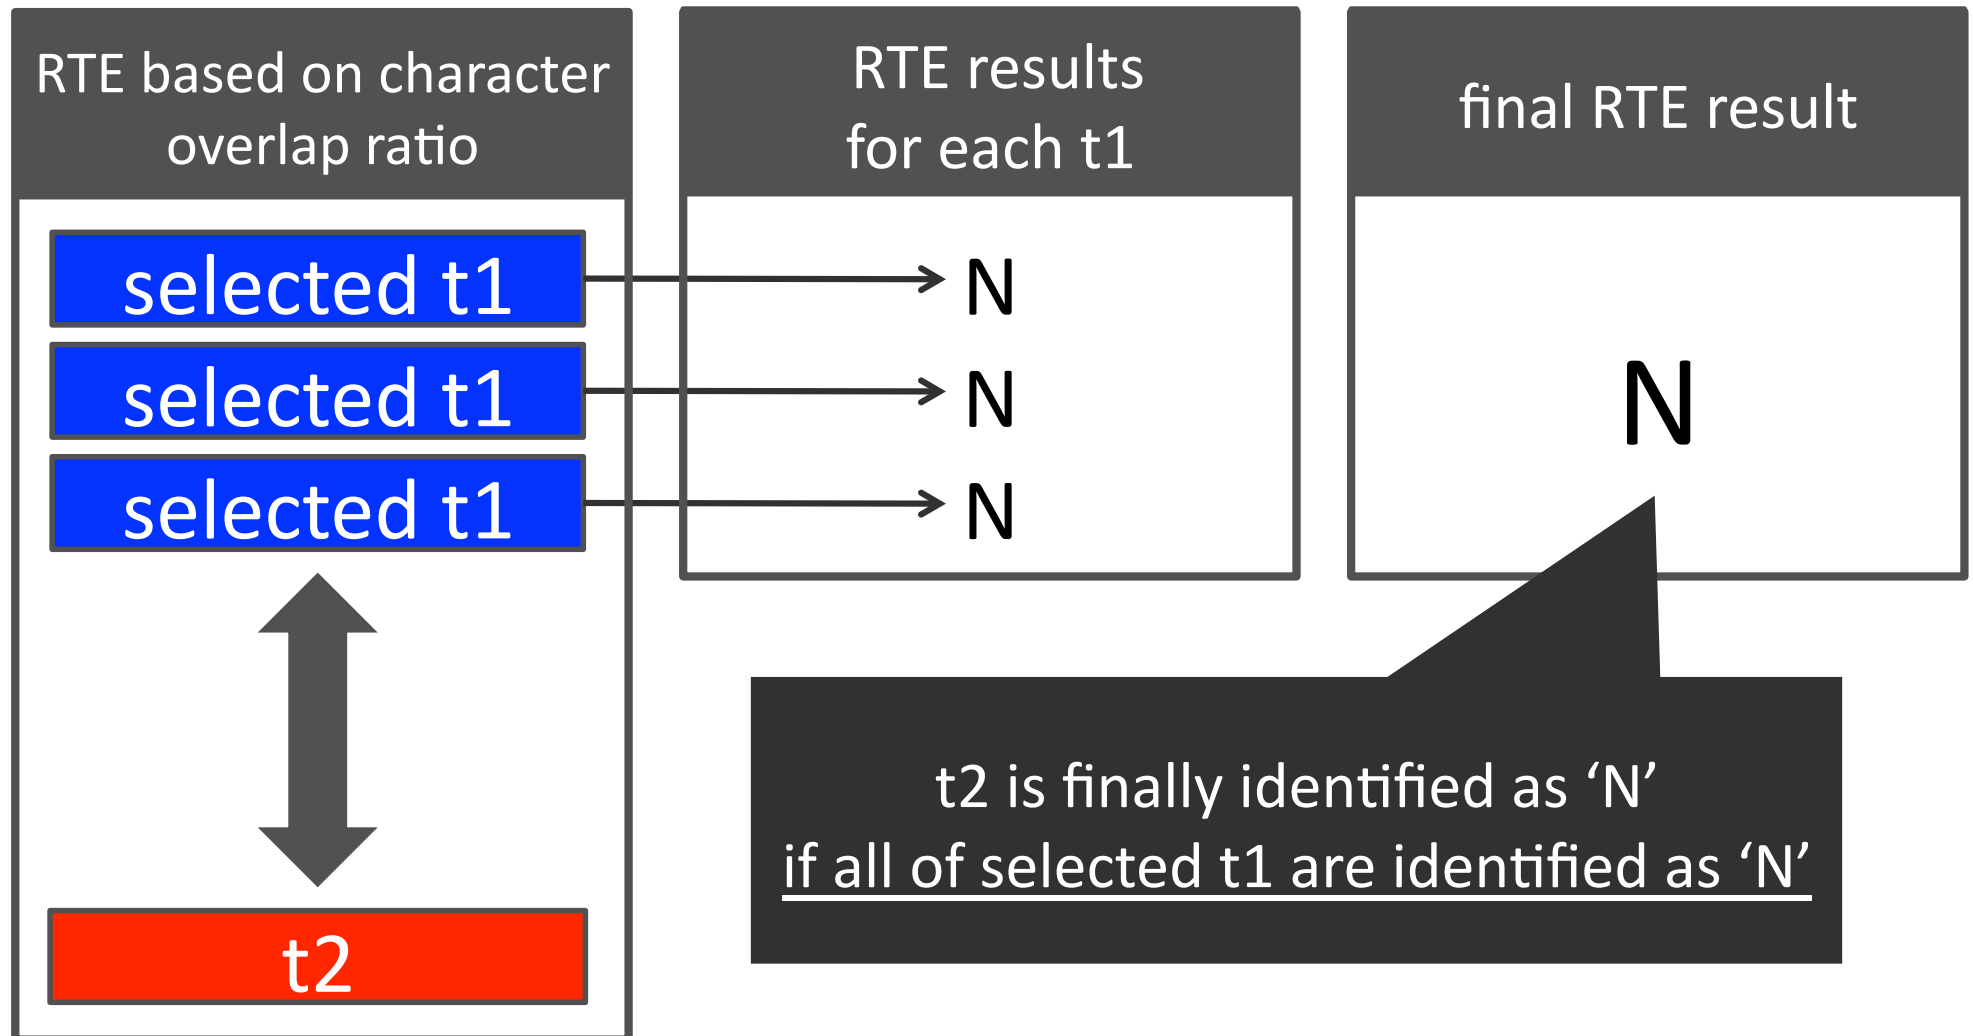 RTE based on character
overlap ratio
selected t1
selected t1
selected t1
t2
RTE results
for each t1
N
N
N
final RTE result
N
t2 is finally identified as ‘N’
if all of selected t1 are identified as ‘N’